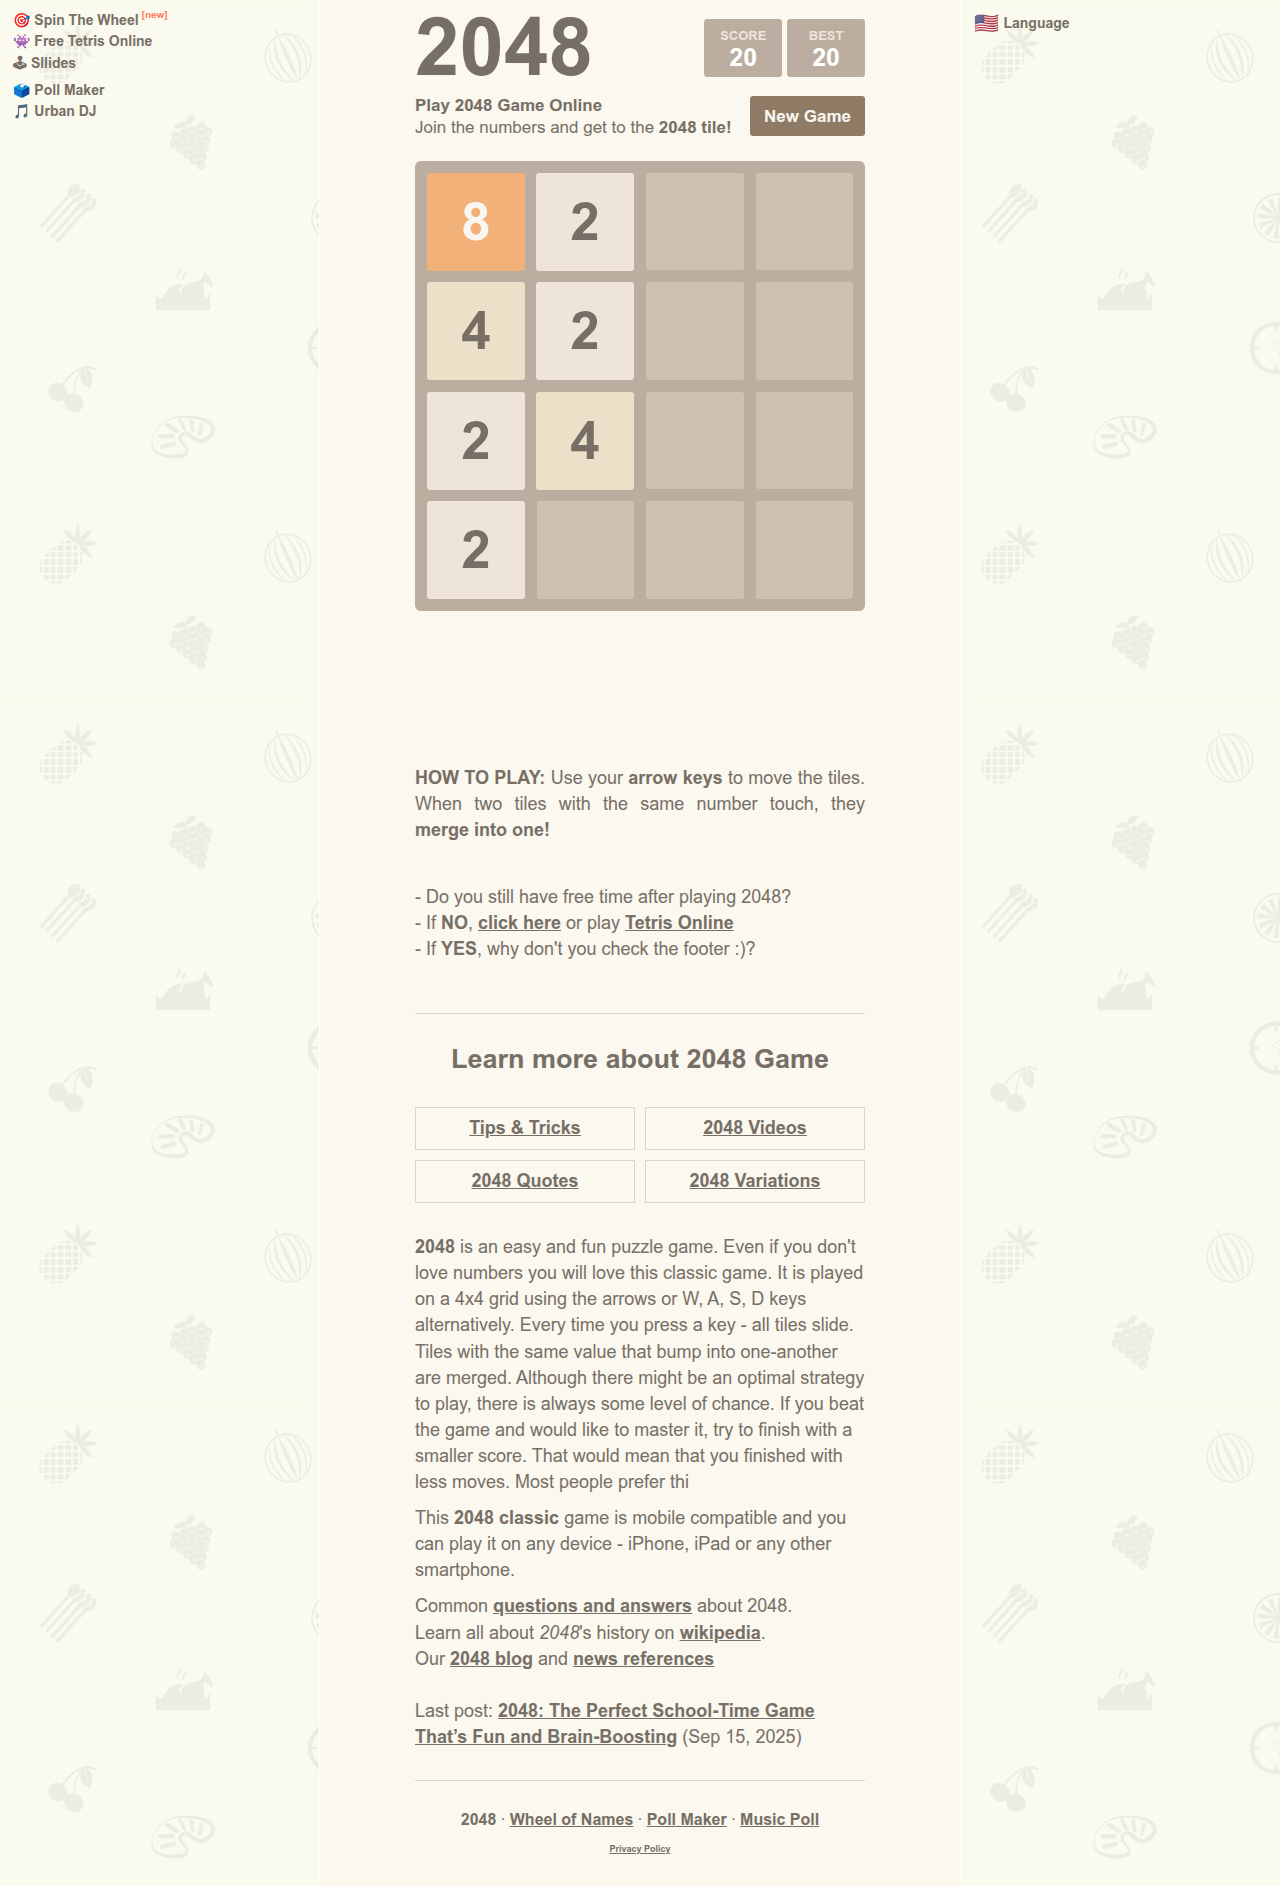 🎯 Spin The Wheel [new]
👾 Free Tetris Online
🕹 Sllides
🗳 Poll Maker
🎵 Urban DJ
2048
SCORE
20
BEST
20
🇺🇸 Language
Play 2048 Game Online
Join the numbers and get to the 2048 tile!
New Game
8 2
4 2
2 4
2
HOW TO PLAY: Use your arrow keys to move the tiles.
When two tiles with the same number touch, they
merge into one!
- Do you still have free time after playing 2048?
- If NO, click here or play Tetris Online
- If YES, why don't you check the footer :)?
Learn more about 2048 Game
Tips & Tricks
2048 Videos
2048 Quotes
2048 Variations
2048 is an easy and fun puzzle game. Even if you don't
love numbers you will love this classic game. It is played
on a 4x4 grid using the arrows or W, A, S, D keys
alternatively. Every time you press a key - all tiles slide.
Tiles with the same value that bump into one-another
are merged. Although there might be an optimal strategy
to play, there is always some level of chance. If you beat
the game and would like to master it, try to finish with a
smaller score. That would mean that you finished with
less moves. Most people prefer thi
This 2048 classic game is mobile compatible and you
can play it on any device - iPhone, iPad or any other
smartphone.
Common questions and answers about 2048.
Learn all about 2048's history on wikipedia.
Our 2048 blog and news references
Last post: 2048: The Perfect School-Time Game
That’s Fun and Brain-Boosting (Sep 15, 2025)
2048 · Wheel of Names · Poll Maker · Music Poll
Privacy Policy